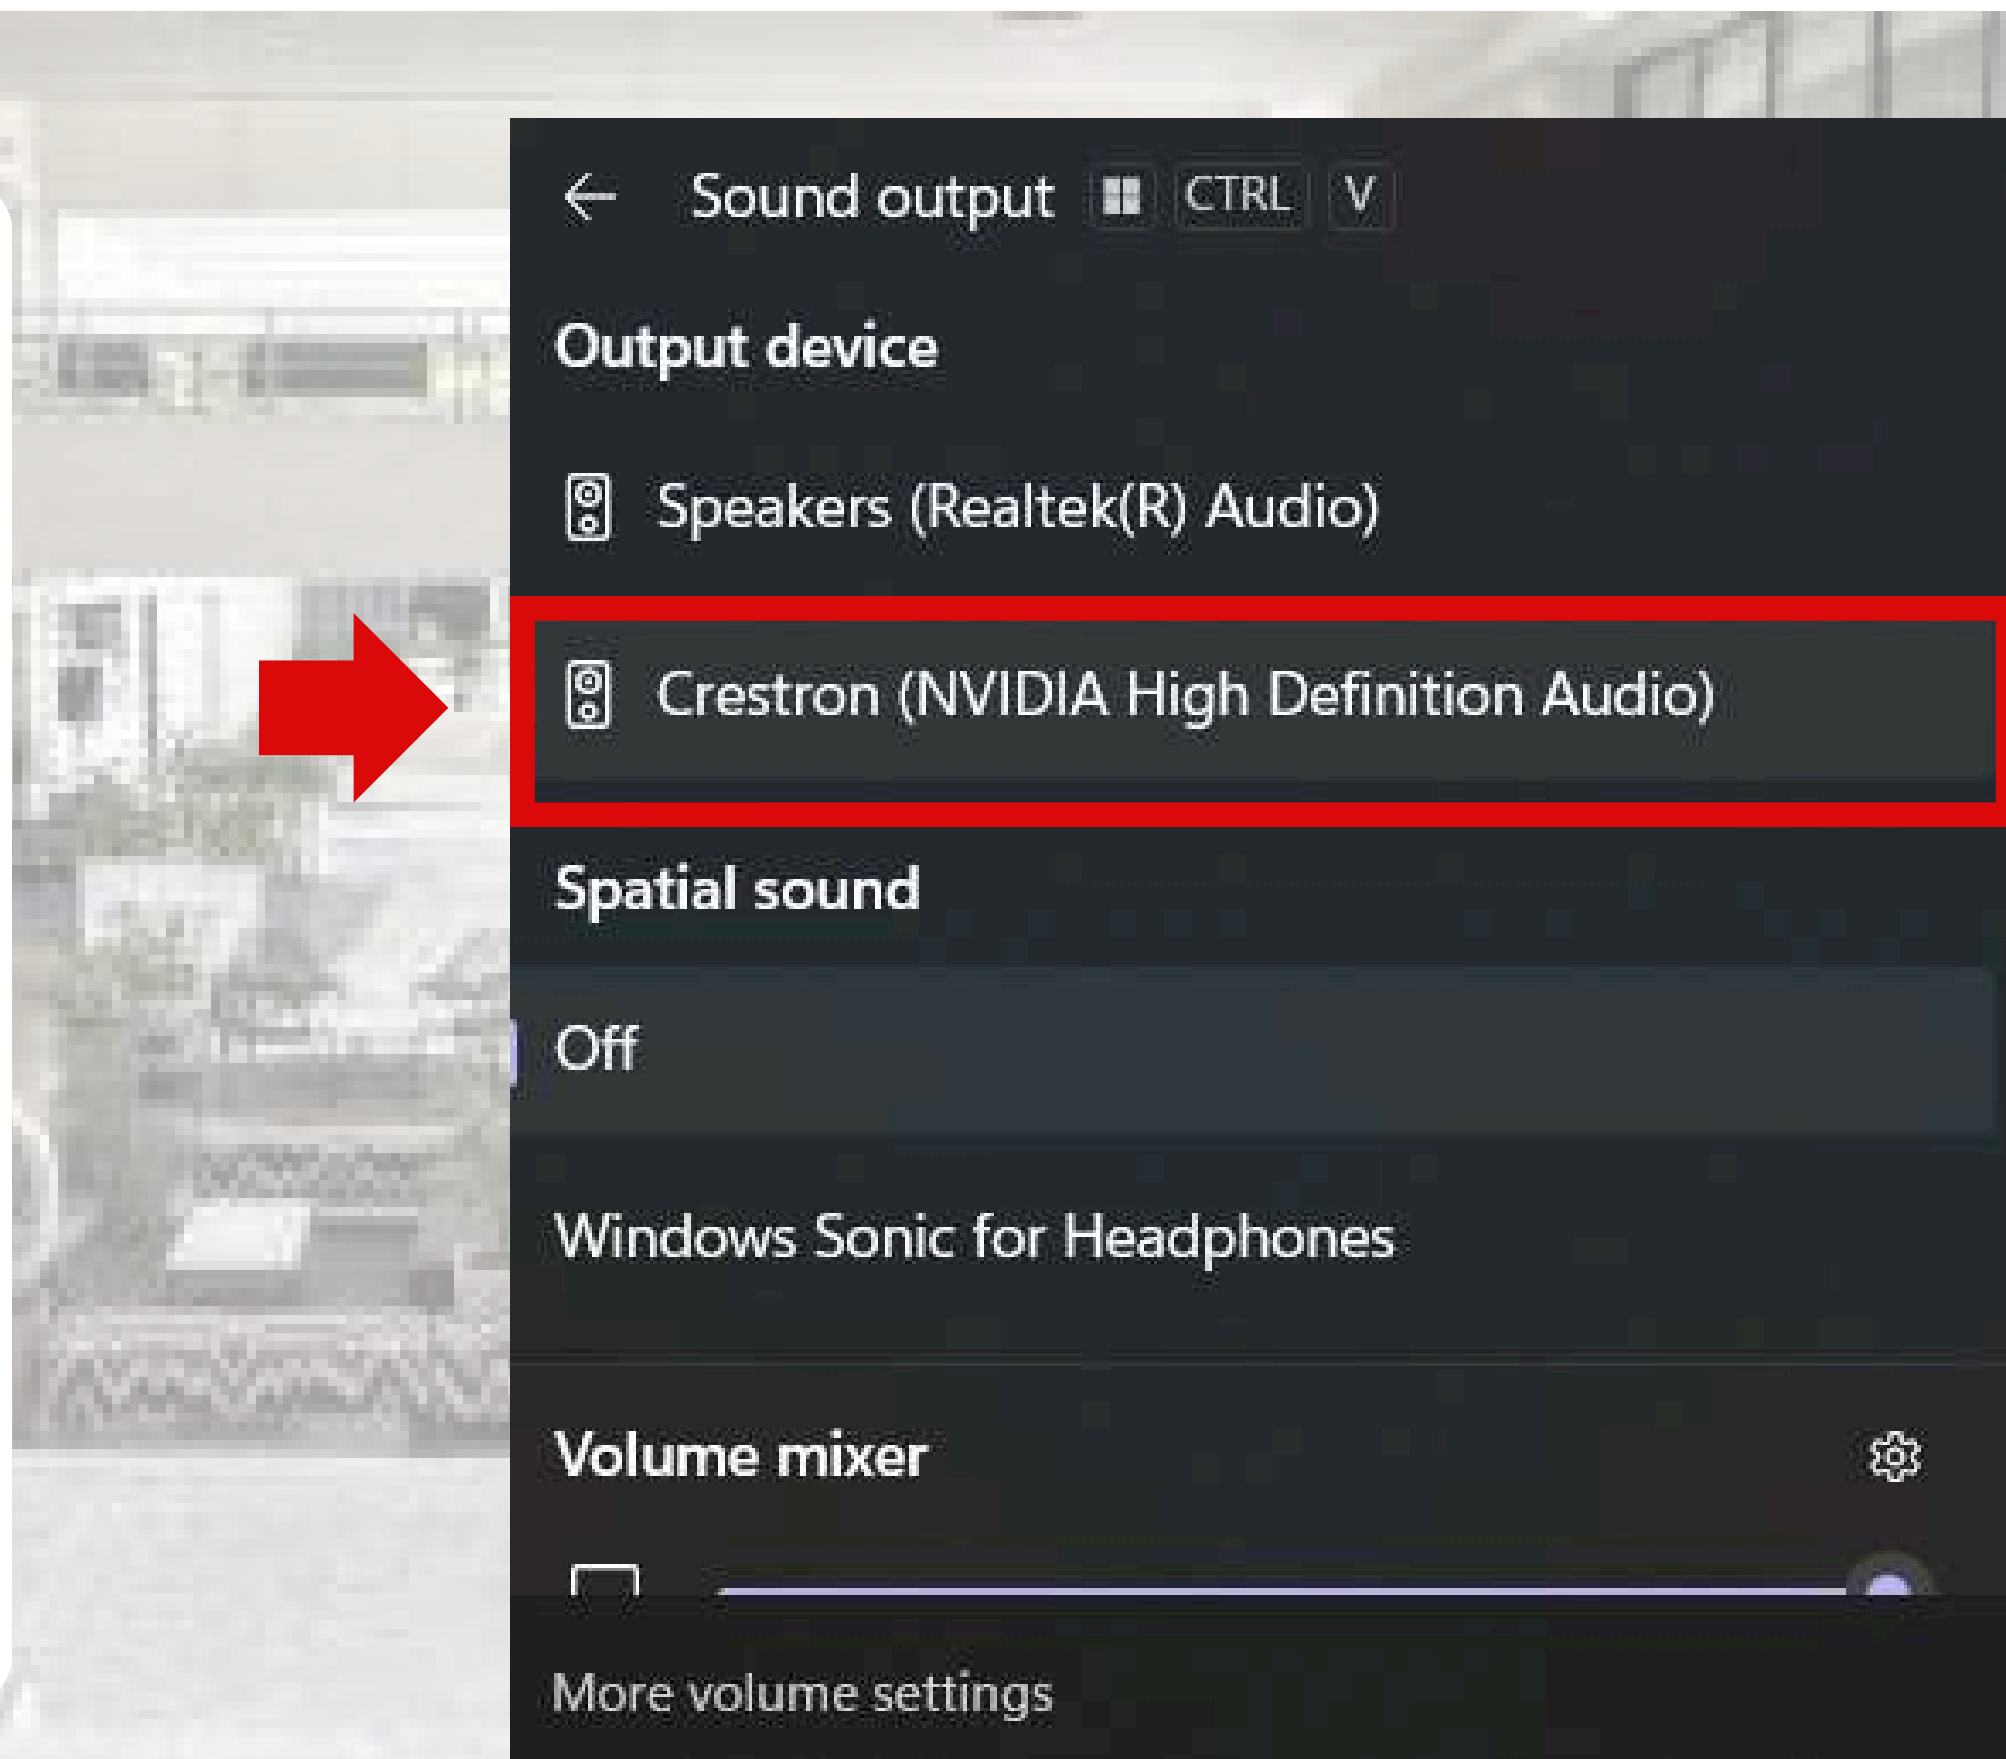 Sound output CTRL V
Output device
Speakers (Realtek(R) Audio)
Crestron (NVIDIA High Definition Audio)
Spatial sound
Off
Windows Sonic for Headphones
Volume mixer
More volume settings